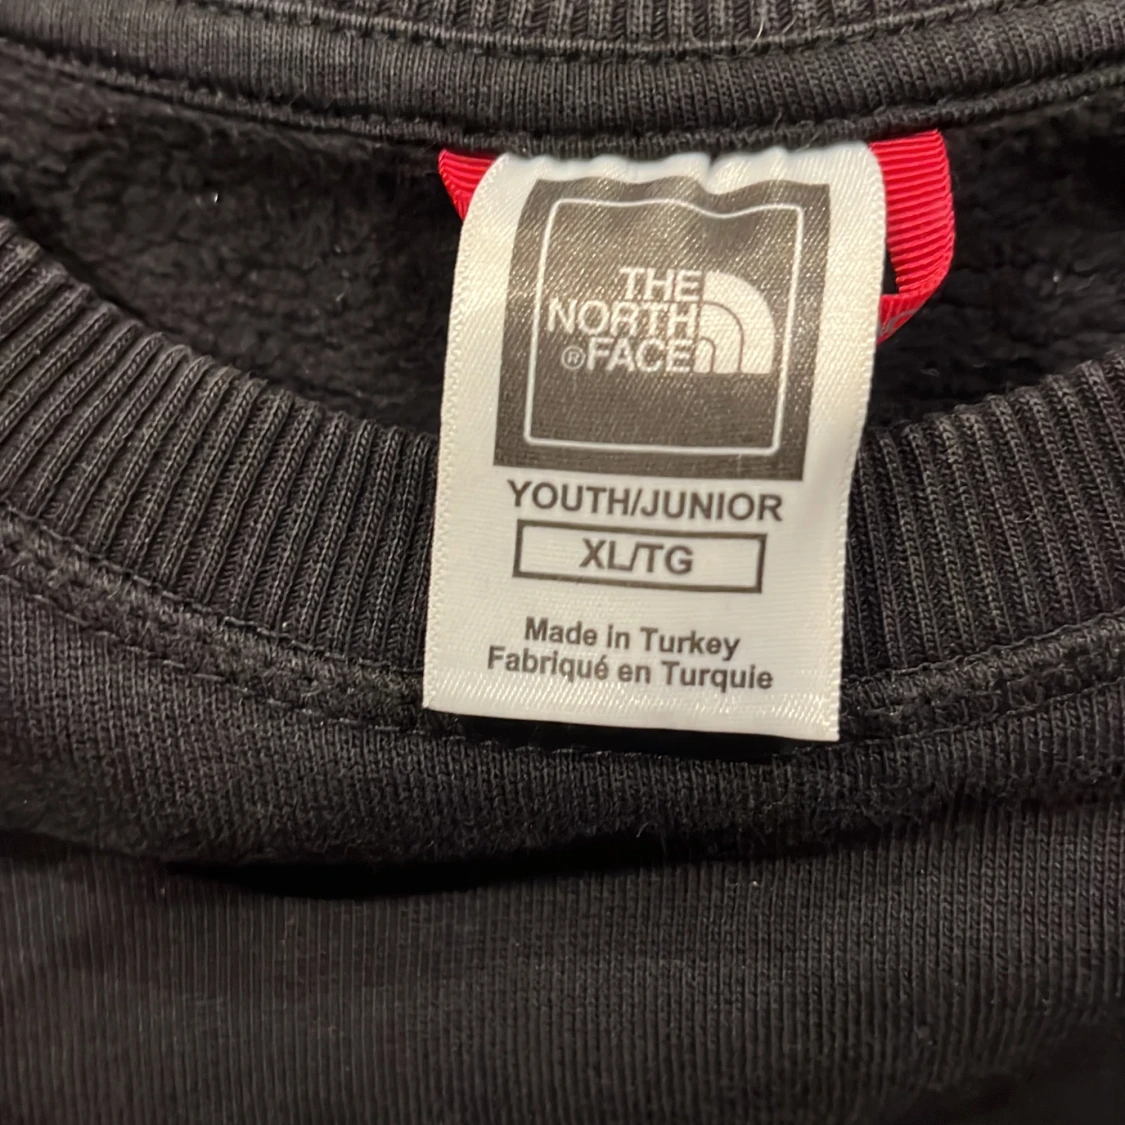 THE
NORTH
®FACE
YOUTH/JUNIOR
XL/TG
Made in Turkey
Fabriqué en Turquie